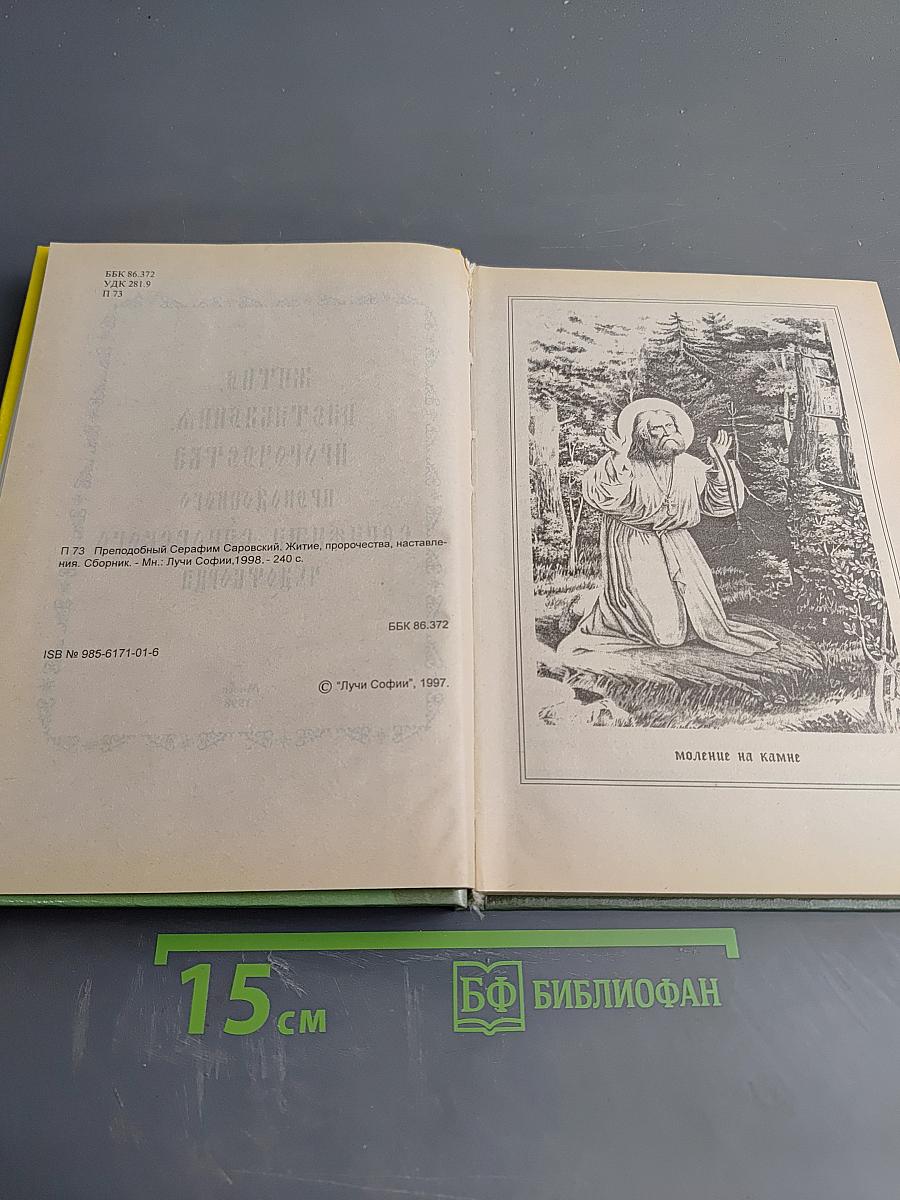 ББК 86.372
УДК 281.9
П 73
П 73 Преподобный Серафим Саровский. Житие, пророчества, наставле-
ния. Сборник. - Мн.: Лучи Софии,1998. - 240 с.
ББК 86.372
ISB № 985-6171-01-6
© "Лучи Софии", 1997.
моление на камне
15 см
БФ БИБЛИОФАН